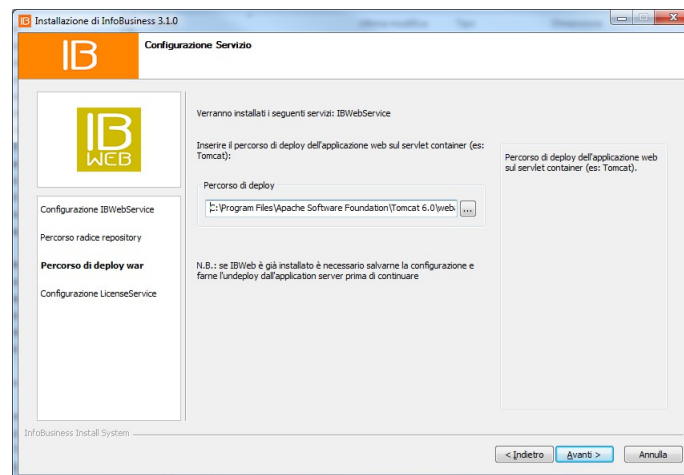 Installazione di InfoBusiness 3.1.0
IB
Configurazione Servizio
IB
WEB
Configurazione IBWebService
Percorso radice repository
Percorso di deploy war
Configurazione LicenseService
Verranno installati i seguenti servizi: IBWebService
Inserire il percorso di deploy dell'applicazione web sul servlet container (es:
Tomcat):
Percorso di deploy
C:\Program Files\Apache Software Foundation\Tomcat 6.0\web
...
N.B.: se IBWeb è già installato è necessario salvarne la configurazione e
farne l'undeploy dall'application server prima di continuare
Percorso di deploy dell'applicazione web
sul servlet container (es: Tomcat).
InfoBusiness Install System
< Indietro
Avanti >
Annulla